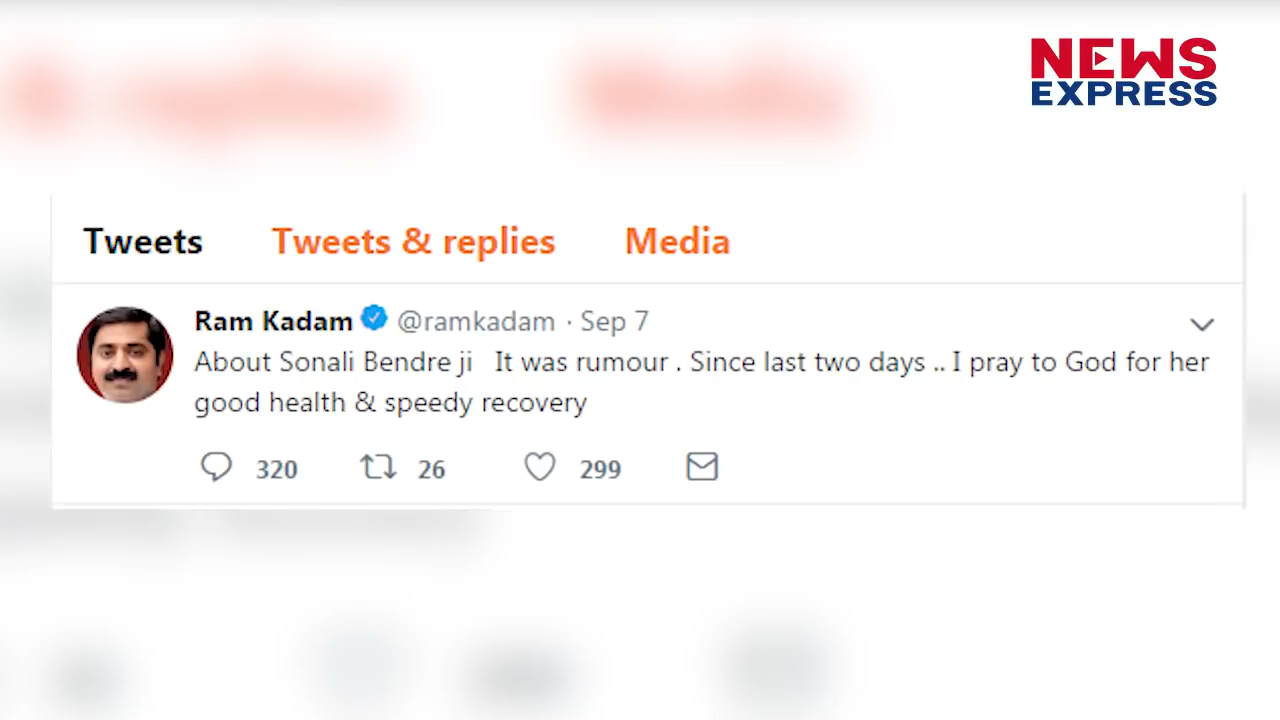 NEWS
EXPRESS
Tweets Tweets & replies Media
Ram Kadam @ramkadam · Sep 7
About Sonali Bendre ji It was rumour . Since last two days .. I pray to God for her
good health & speedy recovery
320 26 299